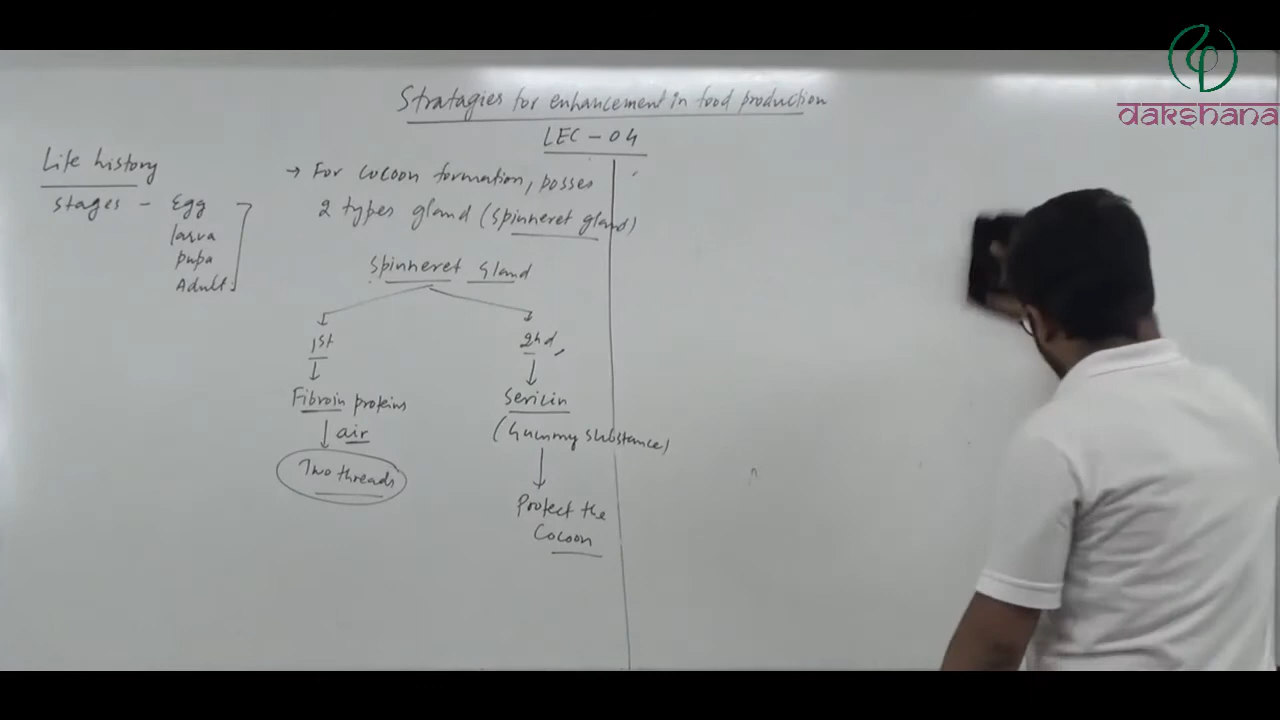 dakshana
Stratagies for enhancement in food production
LEC - 04
Life history
Stages - Egg
larva
pupa
Adult
→ For cocoon formation, posses
2 types gland (spinneret gland)
Spinneret Gland
1st
Fibroin proteins
air
Two threads
2nd,
Sericin
(Gummy substance)
Protect the
Cocoon